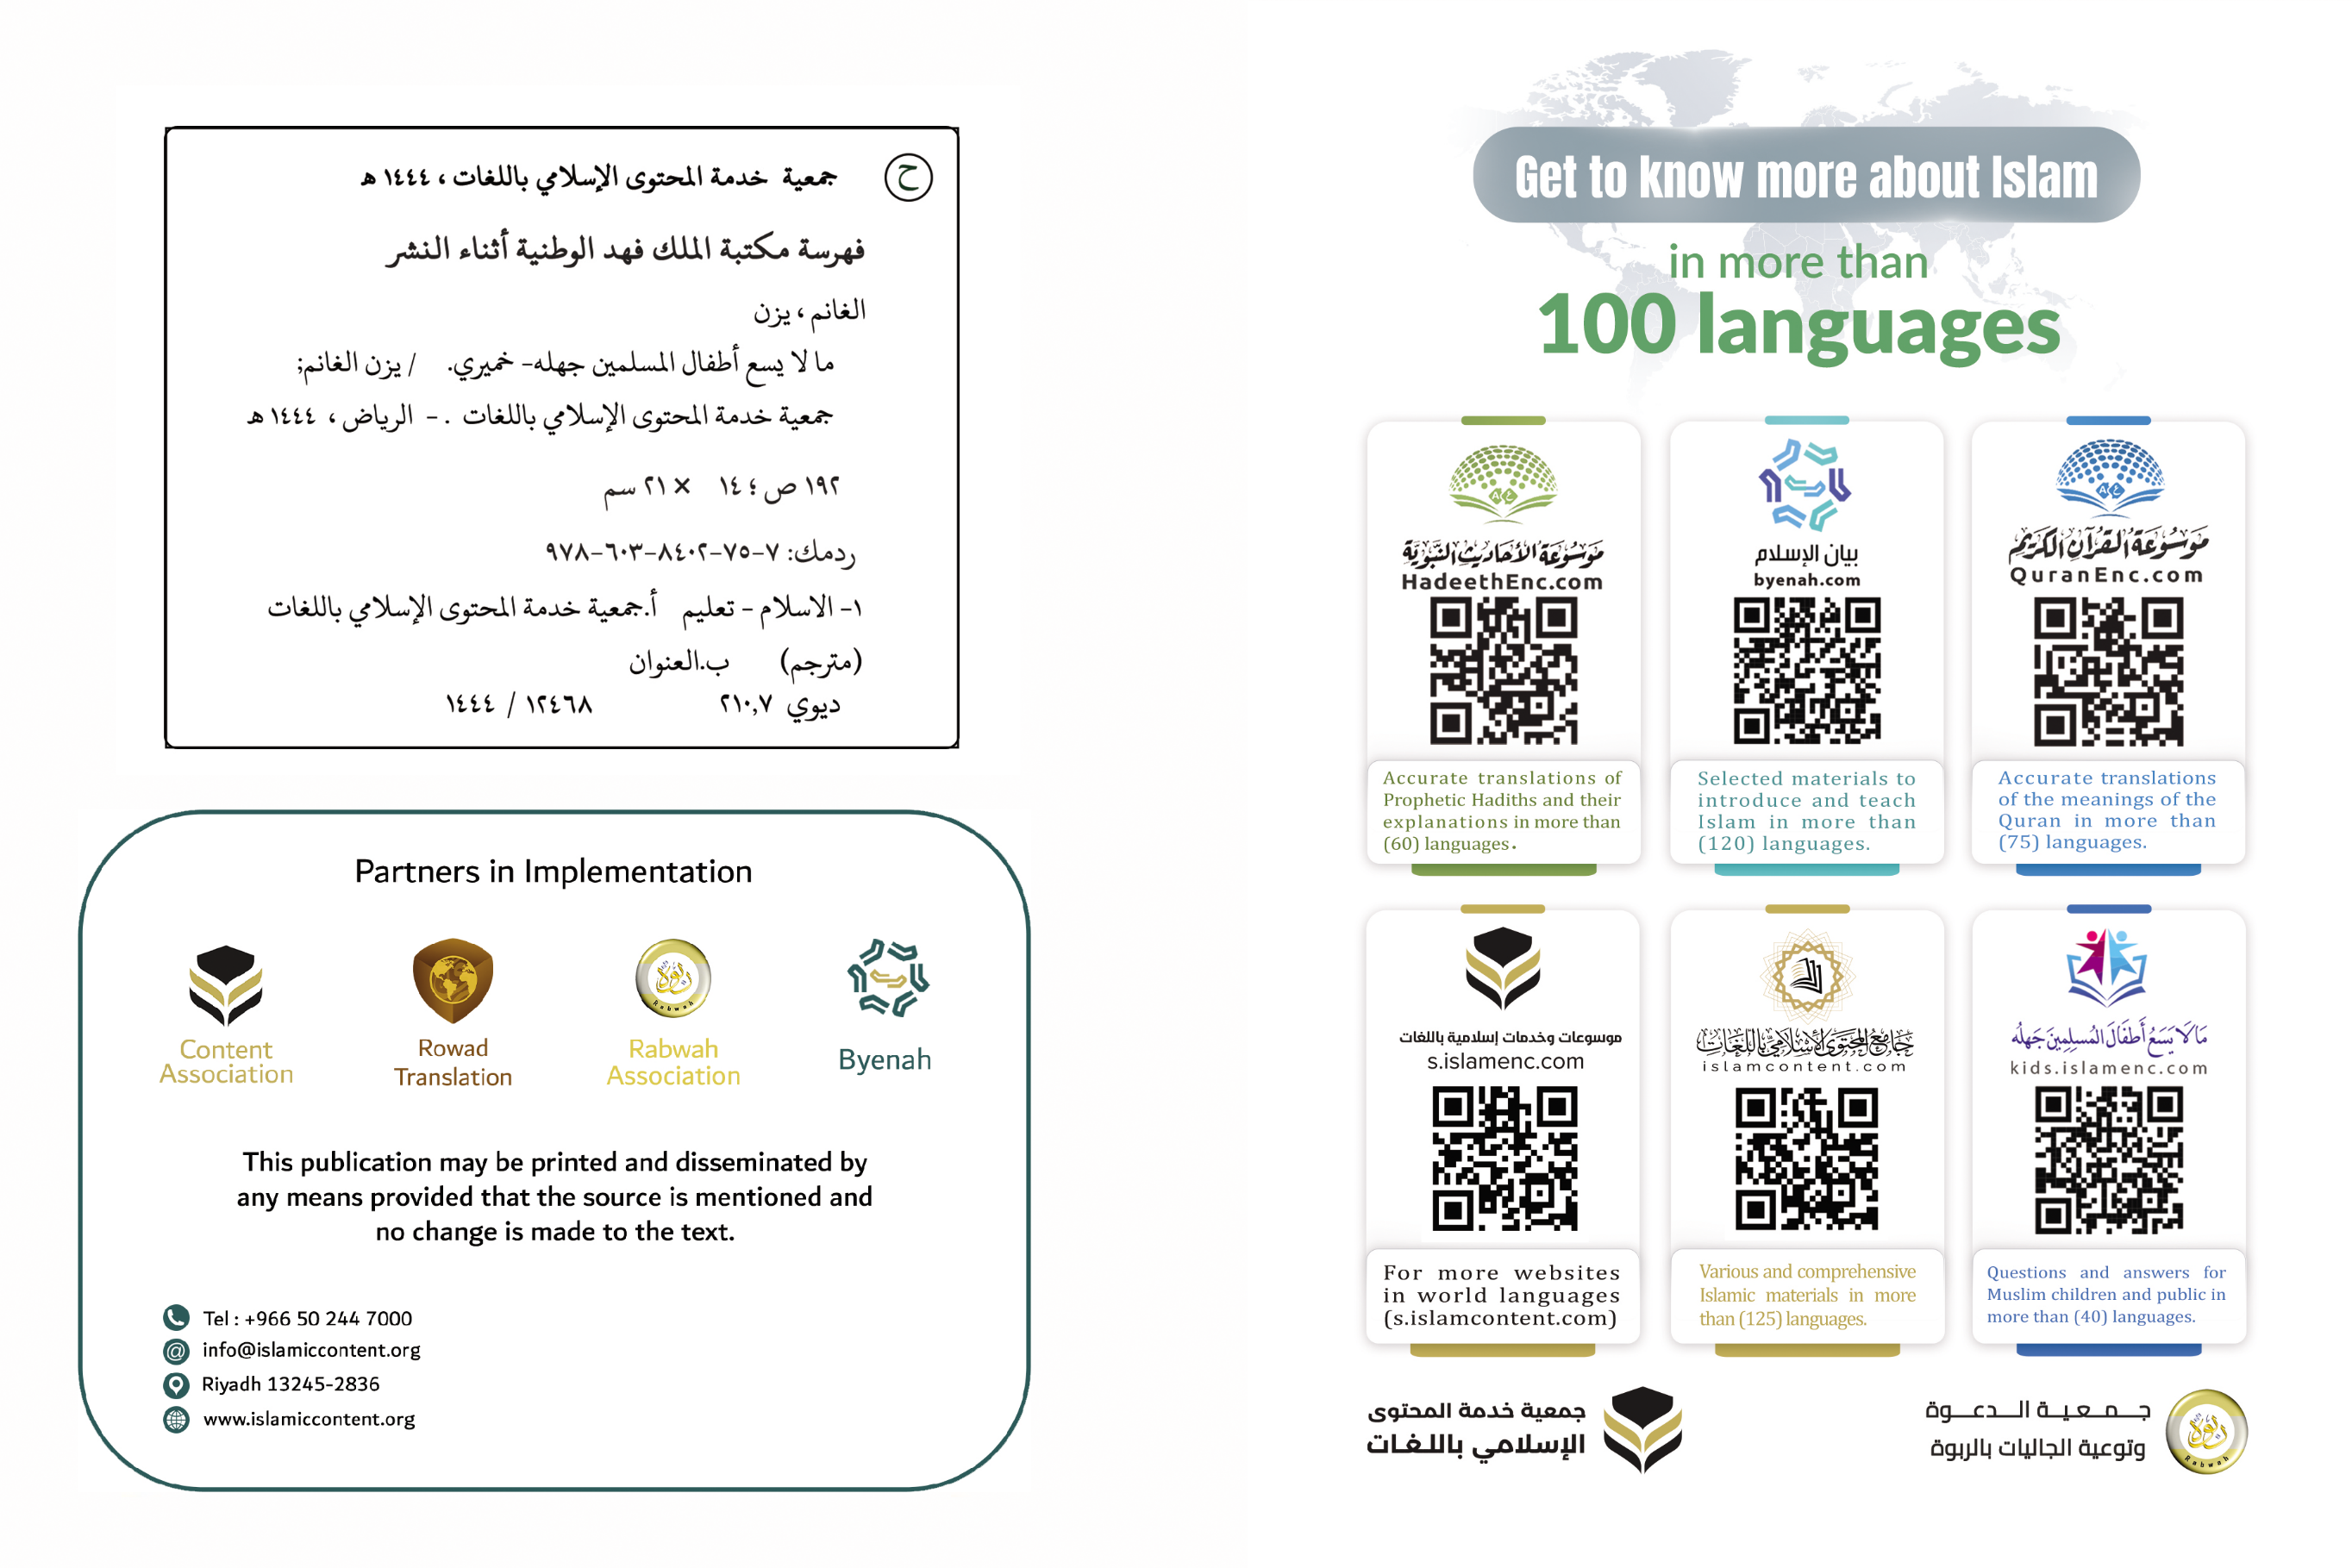 ح
جمعية خدمة المحتوى الإسلامي باللغات ، ١٤٤٤ هـ
فهرسة مكتبة الملك فهد الوطنية أثناء النشر
الغانم ، يزن
ما لا يسع أطفال المسلمين جهله- خميري. / يزن الغانم;
جمعية خدمة المحتوى الإسلامي باللغات . - الرياض ، ١٤٤٤ هـ
١٩٢ ص ؛ ١٤ × ٢١ سم
ردمك: ٧-٧٥-٨٤٠٢-٦٠٣-٩٧٨
١- الاسلام - تعليم أ.جمعية خدمة المحتوى الإسلامي باللغات
(مترجم) ب.العنوان
ديوي ٢١٠,٧ ١٢٤٦٨ / ١٤٤٤
Partners in Implementation
Content
Association
Rowad
Translation
Rabwah
Rabwah
Association
Byenah
This publication may be printed and disseminated by
any means provided that the source is mentioned and
no change is made to the text.
Tel : +966 50 244 7000
info@islamiccontent.org
Riyadh 13245-2836
www.islamiccontent.org
Get to know more about Islam
in more than
100 languages
موسوعة الأحاديث النبوية
HadeethEnc.com
Accurate translations of
Prophetic Hadiths and their
explanations in more than
(60) languages.
بيان الإسلام
byenah.com
Selected materials to
introduce and teach
Islam in more than
(120) languages.
موسوعة القرآن الكريم
QuranEnc.com
Accurate translations
of the meanings of the
Quran in more than
(75) languages.
موسوعات وخدمات إسلامية باللغات
s.islamenc.com
For more websites
in world languages
(s.islamcontent.com)
جامع المحتوى الإسلامي باللغات
islamcontent.com
Various and comprehensive
Islamic materials in more
than (125) languages.
مَا لَا يَسَعُ أَطْفَالَ المُسلِمِينَ جَهلُه
kids.islamenc.com
Questions and answers for
Muslim children and public in
more than (40) languages.
جمعية خدمة المحتوى
الإسلامي باللغات
جـمـعـيـة الـدعـوة
وتوعية الجاليات بالربوة
Rabwah